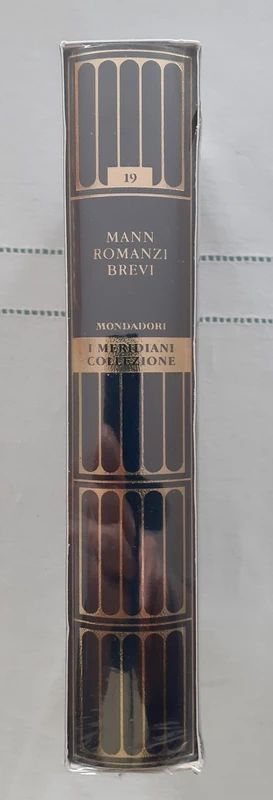 19
MANN
ROMANZI
BREVI
MONDADORI
I MERIDIANI
COLLEZIONE